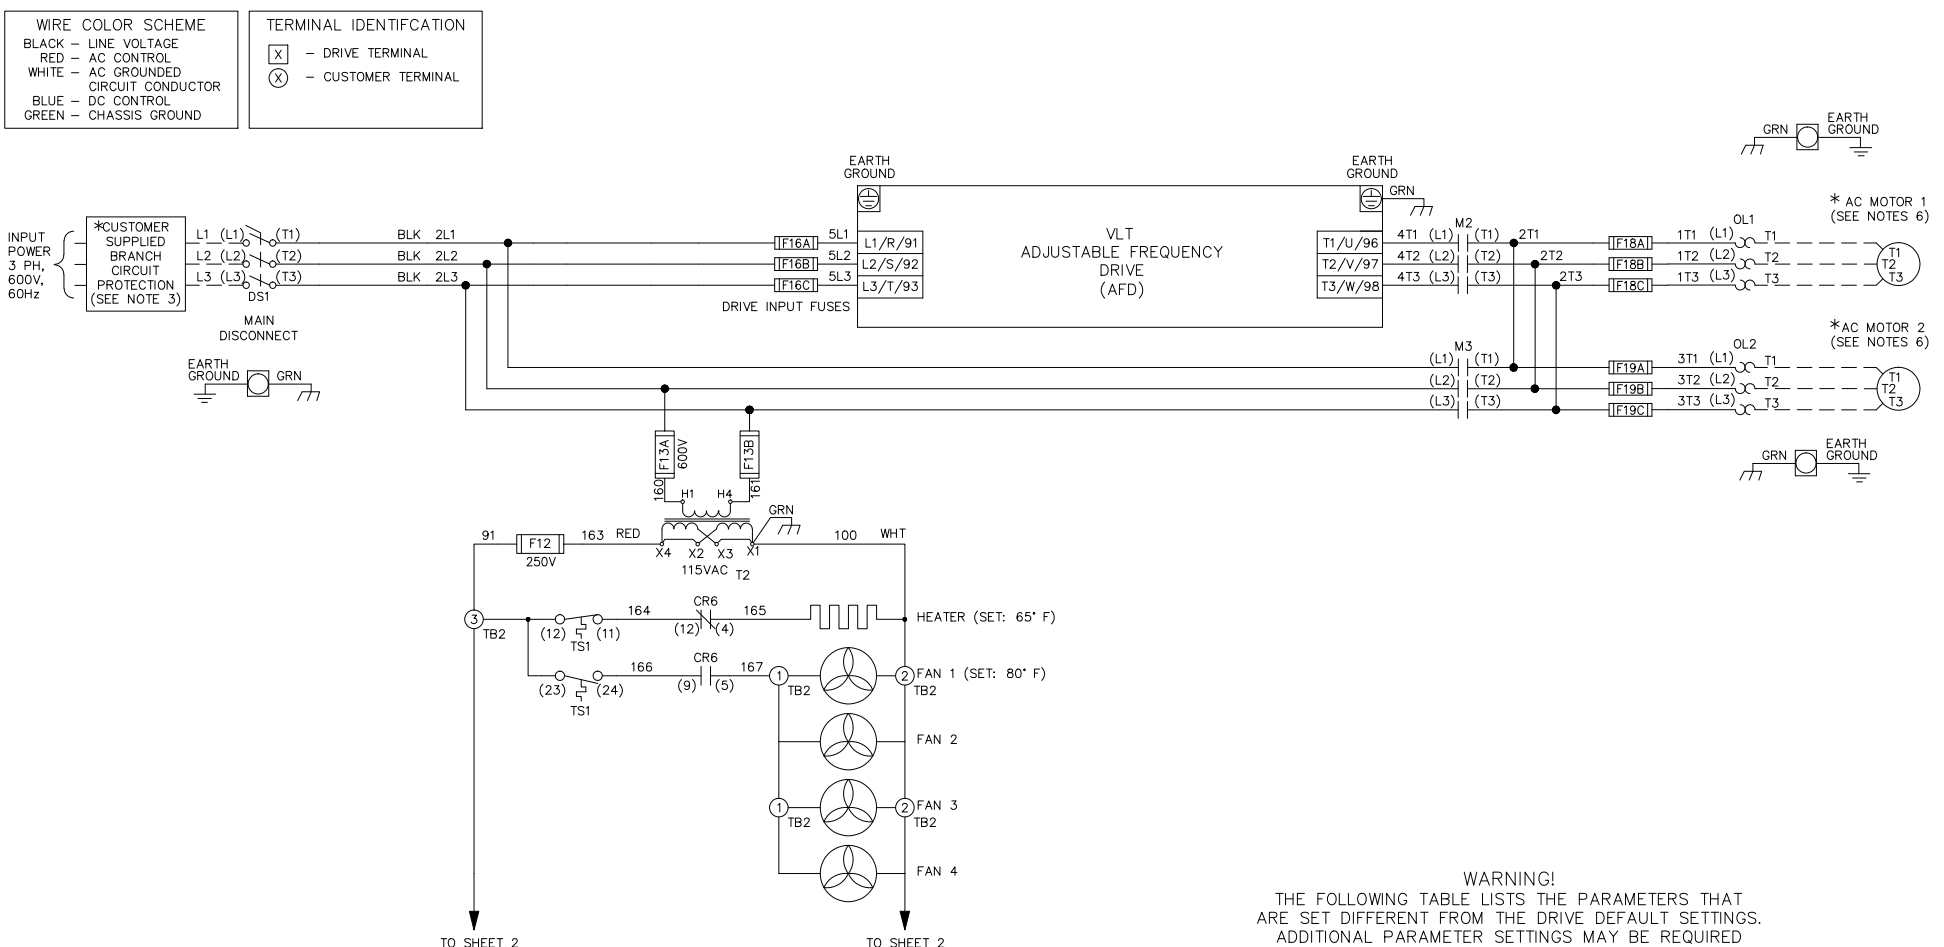 WIRE COLOR SCHEME
BLACK – LINE VOLTAGE
RED – AC CONTROL
WHITE – AC GROUNDED
CIRCUIT CONDUCTOR
BLUE – DC CONTROL
GREEN – CHASSIS GROUND
TERMINAL IDENTIFCATION
X – DRIVE TERMINAL
X – CUSTOMER TERMINAL
INPUT
POWER
3 PH,
600V,
60Hz
*CUSTOMER
SUPPLIED
BRANCH
CIRCUIT
PROTECTION
(SEE NOTE 3)
L1 (L1) (T1) BLK 2L1
L2 (L2) (T2) BLK 2L2
L3 (L3) (T3) BLK 2L3
DS1
MAIN
DISCONNECT
EARTH
GROUND GRN
F16A 5L1
F16B 5L2
F16C 5L3
DRIVE INPUT FUSES
EARTH
GROUND
L1/R/91
L2/S/92
L3/T/93
VLT
ADJUSTABLE FREQUENCY
DRIVE
(AFD)
EARTH
GROUND
GRN
T1/U/96
T2/V/97
T3/W/98
M2
4T1 (L1) (T1) 2T1
4T2 (L2) (T2) 2T2
4T3 (L3) (T3) 2T3
F18A 1T1 (L1) OL1 T1
F18B 1T2 (L2) T2
F18C 1T3 (L3) T3
GRN EARTH
GROUND
* AC MOTOR 1
(SEE NOTES 6)
T1
T2
T3
M3
(L1) (T1)
(L2) (T2)
(L3) (T3)
F19A 3T1 (L1) OL2 T1
F19B 3T2 (L2) T2
F19C 3T3 (L3) T3
*AC MOTOR 2
(SEE NOTES 6)
T1
T2
T3
GRN EARTH
GROUND
F13A 600V F13B
160 161
H1 H4
GRN
91 F12 163 RED
250V
X4 X2 X3 X1
115VAC T2
100 WHT
3
TB2
(12) (11) 164 CR6 165
TS1 (12) (4)
HEATER (SET: 65° F)
(23) (24) 166 CR6 167
TS1 (9) (5)
1 TB2
2 TB2
FAN 1 (SET: 80° F)
FAN 2
1 TB2
2 TB2
FAN 3
FAN 4
TO SHEET 2
TO SHEET 2
WARNING!
THE FOLLOWING TABLE LISTS THE PARAMETERS THAT
ARE SET DIFFERENT FROM THE DRIVE DEFAULT SETTINGS.
ADDITIONAL PARAMETER SETTINGS MAY BE REQUIRED